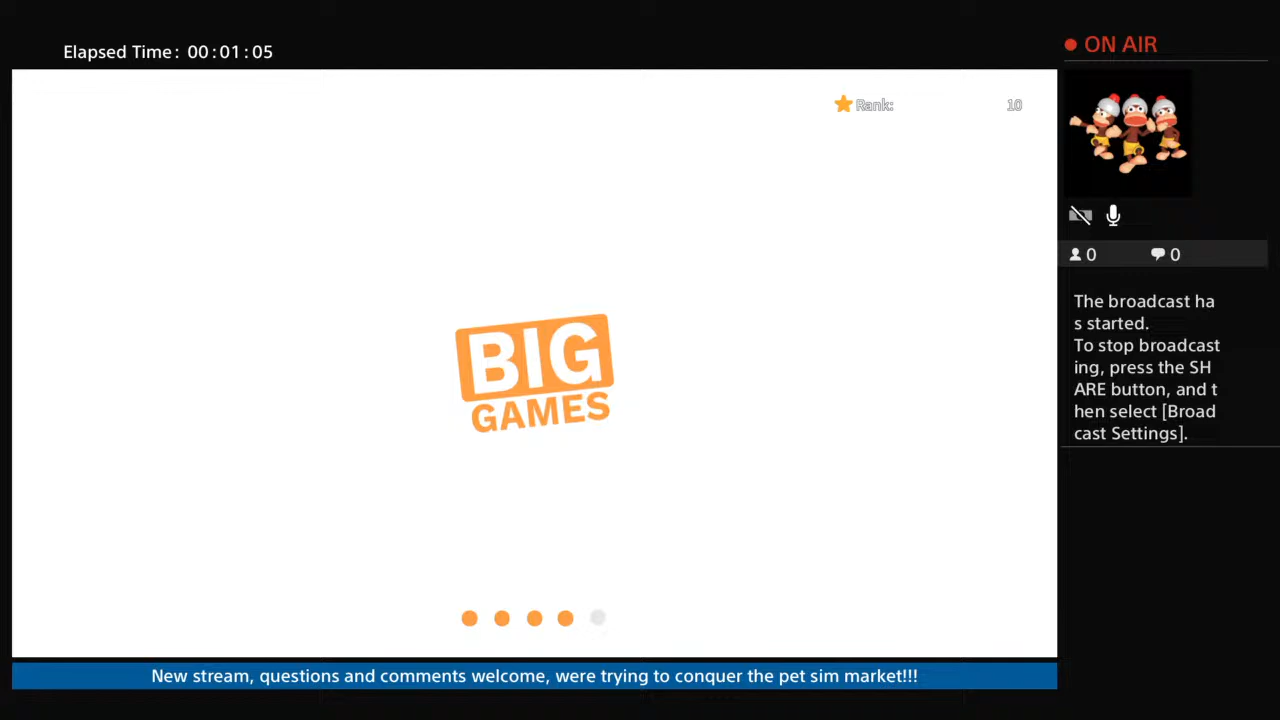 Elapsed Time: 00:01:05
ON AIR
Rank: 10
0 0
The broadcast ha
s started.
To stop broadcast
ing, press the SH
ARE button, and t
hen select [Broad
cast Settings].
BIG
GAMES
New stream, questions and comments welcome, were trying to conquer the pet sim market!!!